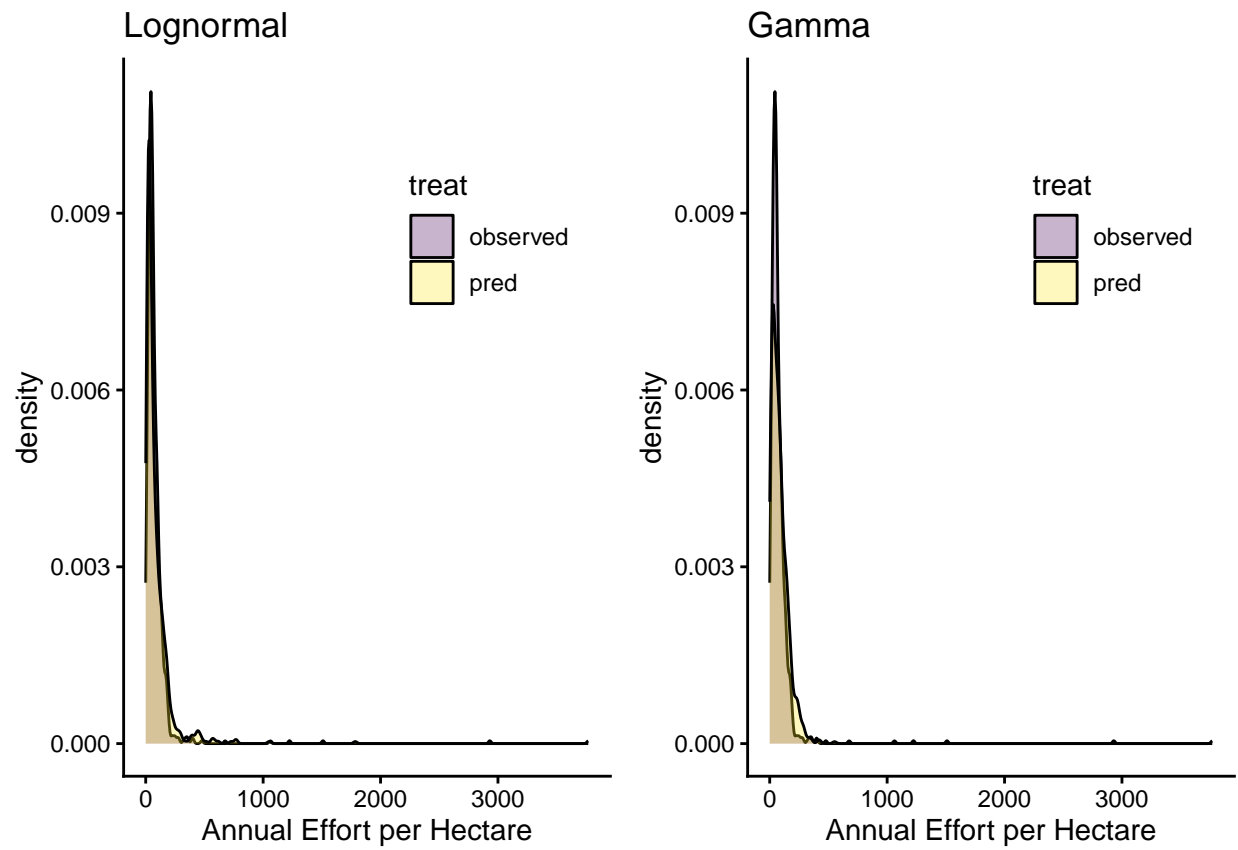 Lognormal
0.000
0.003
0.006
0.009
0 1000 2000 3000
Annual Effort per Hectare
density
treat
observed
pred
Gamma
0.000
0.003
0.006
0.009
0 1000 2000 3000
Annual Effort per Hectare
density
treat
observed
pred